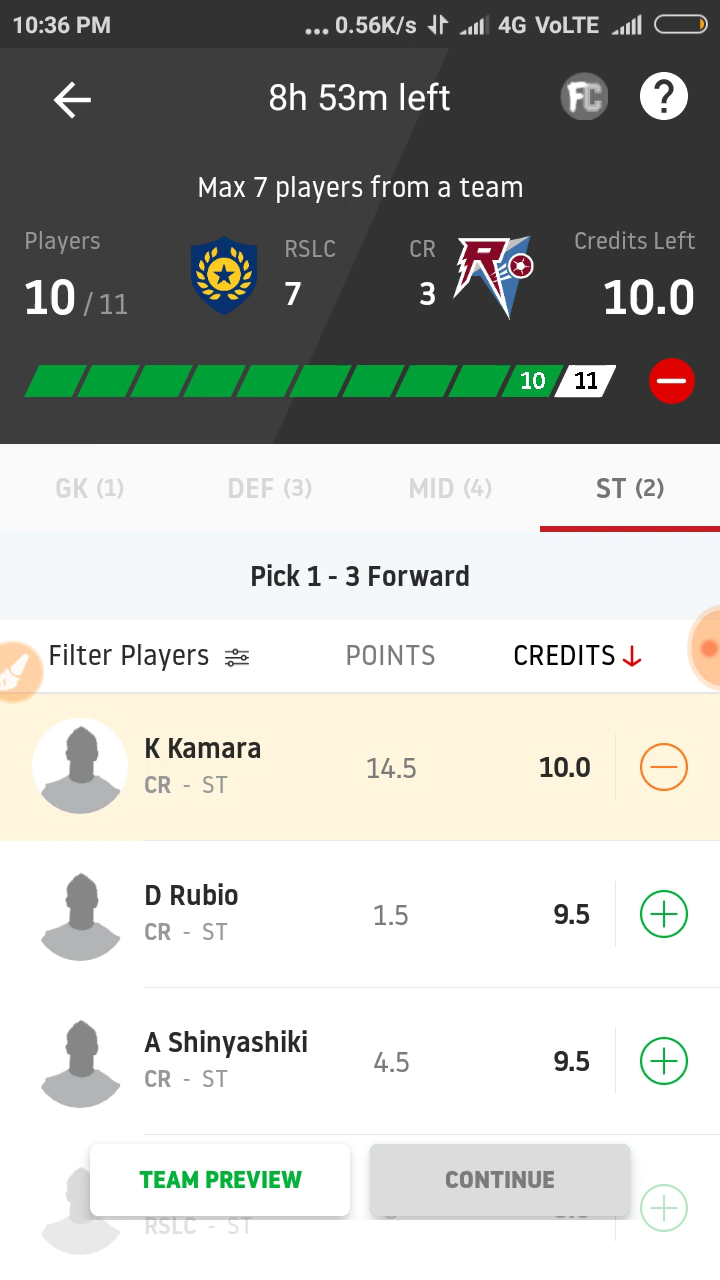 10:36 PM ... 0.56K/s 4G VoLTE
8h 53m left FC ?
Max 7 players from a team
Players RSLC CR Credits Left
10 / 11 7 3 R 10.0
10 11
GK (1) DEF (3) MID (4) ST (2)
Pick 1 - 3 Forward
Filter Players POINTS CREDITS
K Kamara
CR - ST 14.5 10.0
D Rubio
CR - ST 1.5 9.5
A Shinyashiki
CR - ST 4.5 9.5
TEAM PREVIEW CONTINUE
RSLC - ST